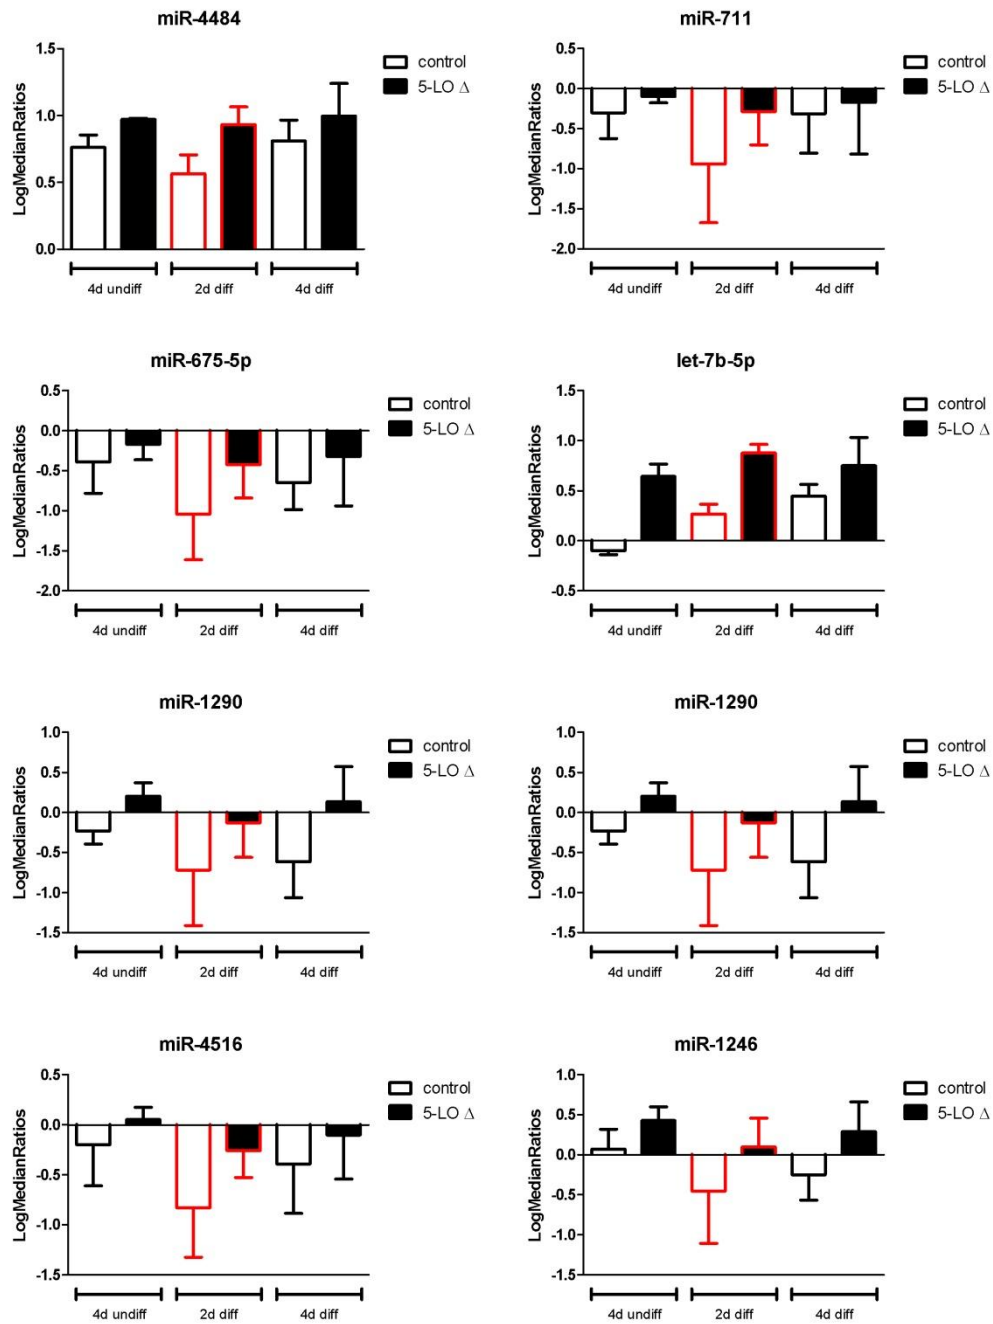 miR-4484
1.5
1.0
0.5
0.0
LogMedianRatios
4d undiff
2d diff
4d diff
control
5-LO Δ
miR-711
0.5
0.0
-0.5
-1.0
-1.5
-2.0
LogMedianRatios
4d undiff
2d diff
4d diff
control
5-LO Δ
miR-675-5p
0.5
0.0
-0.5
-1.0
-1.5
-2.0
LogMedianRatios
4d undiff
2d diff
4d diff
control
5-LO Δ
let-7b-5p
1.5
1.0
0.5
0.0
-0.5
LogMedianRatios
4d undiff
2d diff
4d diff
control
5-LO Δ
miR-1290
1.0
0.5
0.0
-0.5
-1.0
-1.5
LogMedianRatios
4d undiff
2d diff
4d diff
control
5-LO Δ
miR-1290
1.0
0.5
0.0
-0.5
-1.0
-1.5
LogMedianRatios
4d undiff
2d diff
4d diff
control
5-LO Δ
miR-4516
0.5
0.0
-0.5
-1.0
-1.5
LogMedianRatios
4d undiff
2d diff
4d diff
control
5-LO Δ
miR-1246
1.0
0.5
0.0
-0.5
-1.0
-1.5
LogMedianRatios
4d undiff
2d diff
4d diff
control
5-LO Δ